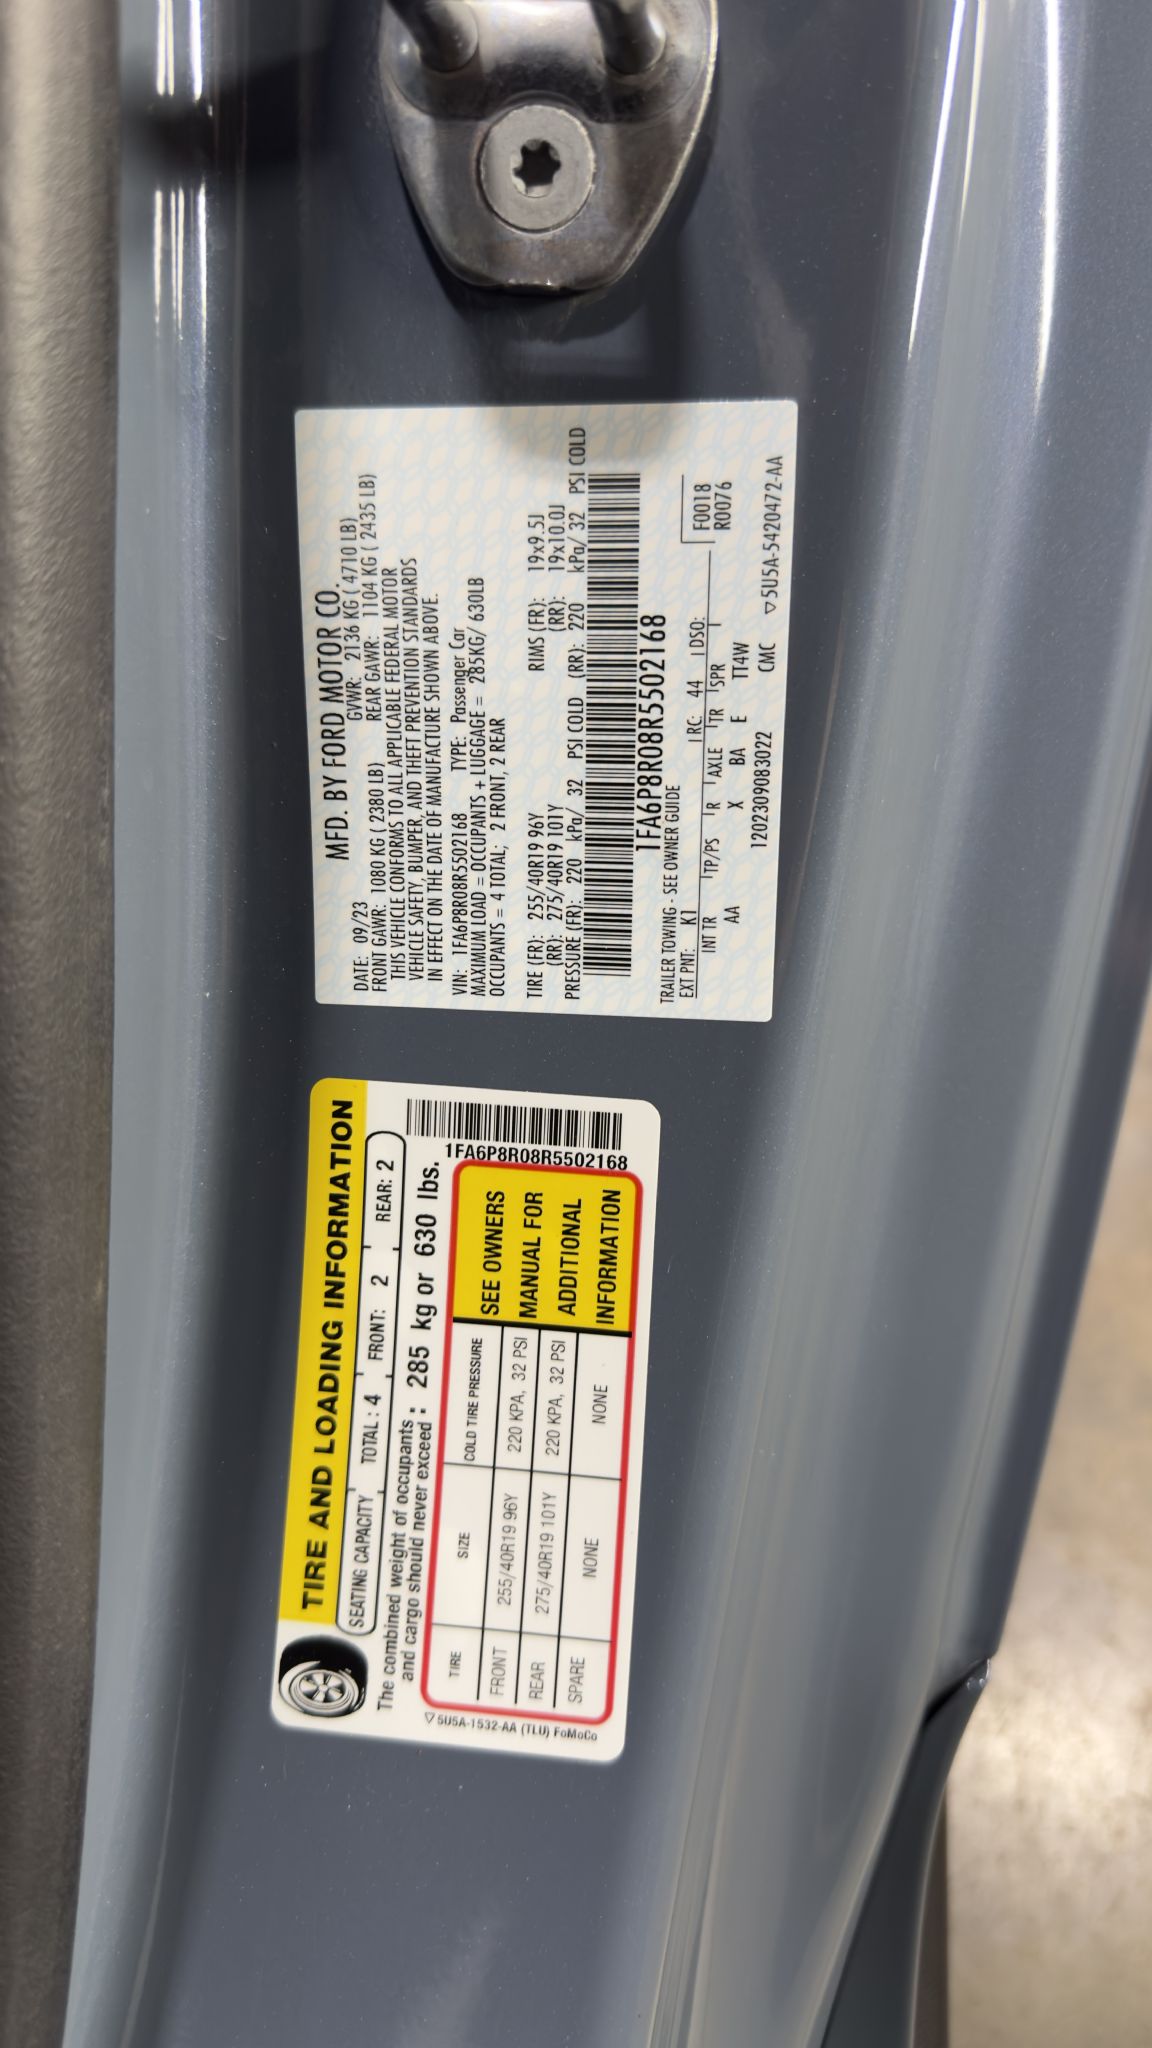 MFD. BY FORD MOTOR CO.
DATE: 09/23 GVWR: 2136 KG ( 4710 LB)
FRONT GAWR: 1080 KG ( 2380 LB) REAR GAWR: 1104 KG ( 2435 LB)
THIS VEHICLE CONFORMS TO ALL APPLICABLE FEDERAL MOTOR
VEHICLE SAFETY, BUMPER, AND THEFT PREVENTION STANDARDS
IN EFFECT ON THE DATE OF MANUFACTURE SHOWN ABOVE.
VIN: 1FA6P8R08R5502168 TYPE: Passenger Car
MAXIMUM LOAD = OCCUPANTS + LUGGAGE = 285KG/ 630LB
OCCUPANTS = 4 TOTAL; 2 FRONT, 2 REAR
TIRE (FR): 255/40R19 96Y RIMS (FR): 19x9.5J
(RR): 275/40R19 101Y (RR): 19x10.0J
PRESSURE (FR): 220 kPa/ 32 PSI COLD (RR): 220 kPa/ 32 PSI COLD
1FA6P8R08R5502168
TRAILER TOWING - SEE OWNER GUIDE
EXT PNT: K1 RC: 44 DSO: F0018
R0076
INT TR TP/PS R AXLE TR SPR
AA X BA E TT4W
1202309083022 CMC ▽5U5A-5420472-AA
TIRE AND LOADING INFORMATION
SEATING CAPACITY TOTAL : 4 FRONT: 2 REAR: 2
The combined weight of occupants
and cargo should never exceed : 285 kg or 630 lbs.
1FA6P8R08R5502168
TIRE SIZE COLD TIRE PRESSURE
FRONT 255/40R19 96Y 220 KPA, 32 PSI
REAR 275/40R19 101Y 220 KPA, 32 PSI
SPARE NONE NONE
SEE OWNERS
MANUAL FOR
ADDITIONAL
INFORMATION
▽5U5A-1532-AA (TLU) FoMoCo